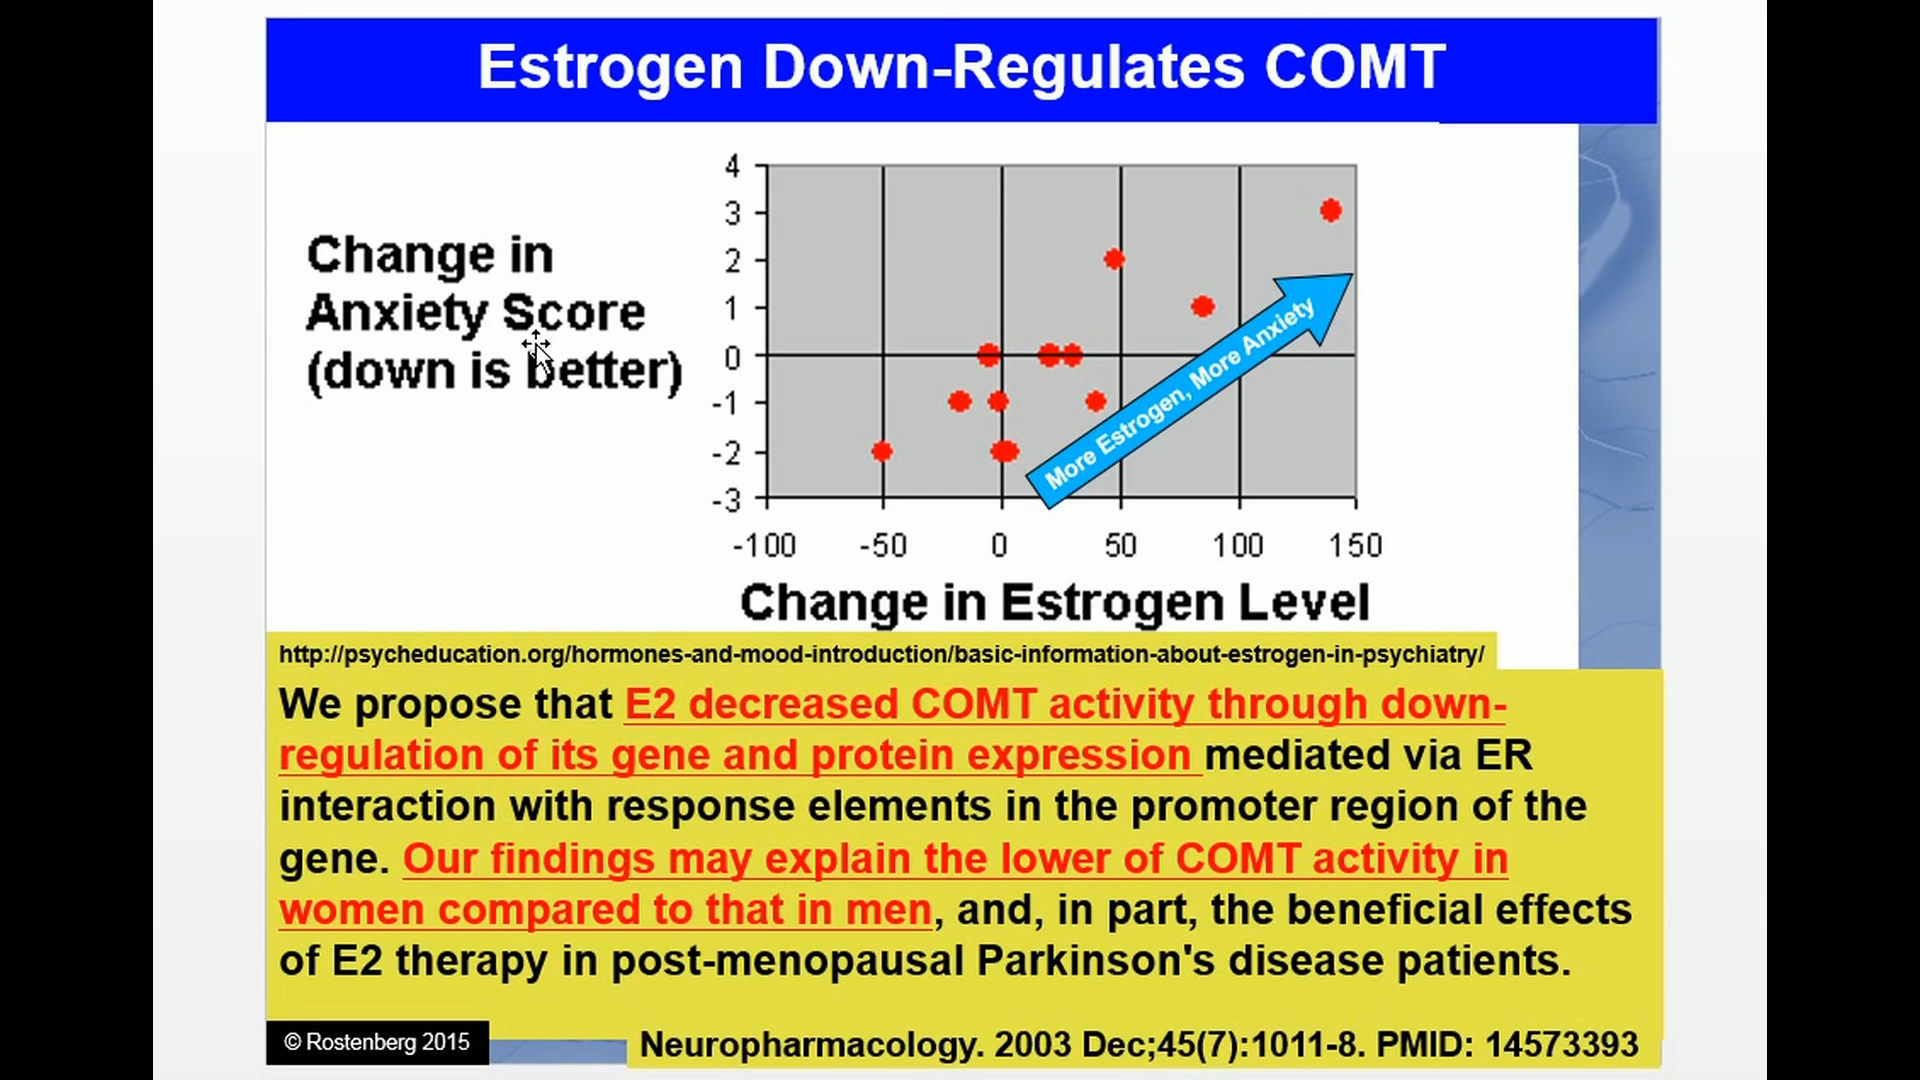 Estrogen Down-Regulates COMT
Change in
Anxiety Score
(down is better)
4
3
2
1
0
-1
-2
-3
More Estrogen, More Anxiety
-100 -50 0 50 100 150
Change in Estrogen Level
http://psycheducation.org/hormones-and-mood-introduction/basic-information-about-estrogen-in-psychiatry/
We propose that E2 decreased COMT activity through down-
regulation of its gene and protein expression mediated via ER
interaction with response elements in the promoter region of the
gene. Our findings may explain the lower of COMT activity in
women compared to that in men, and, in part, the beneficial effects
of E2 therapy in post-menopausal Parkinson's disease patients.
© Rostenberg 2015
Neuropharmacology. 2003 Dec;45(7):1011-8. PMID: 14573393